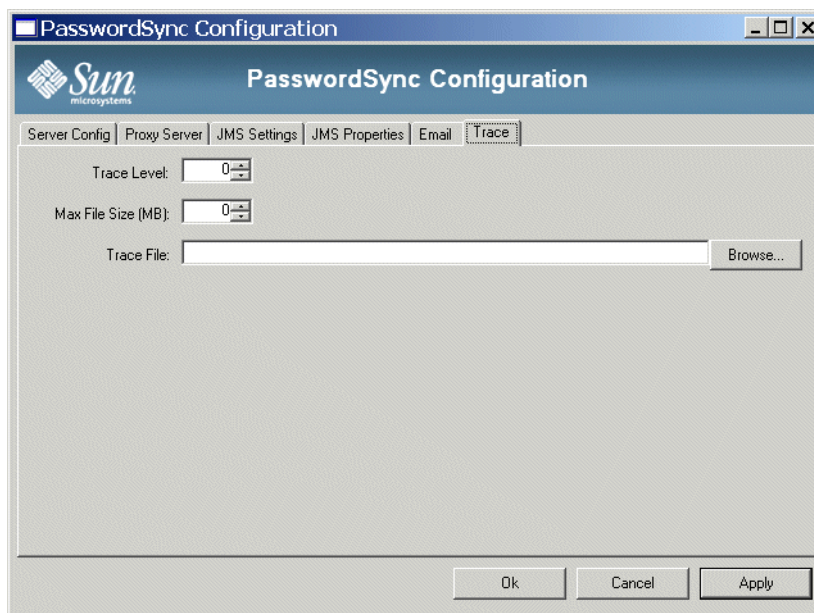 PasswordSync Configuration
Sun
microsystems
PasswordSync Configuration
Server Config Proxy Server JMS Settings JMS Properties Email Trace
Trace Level: 0
Max File Size (MB): 0
Trace File: Browse...
Ok Cancel Apply